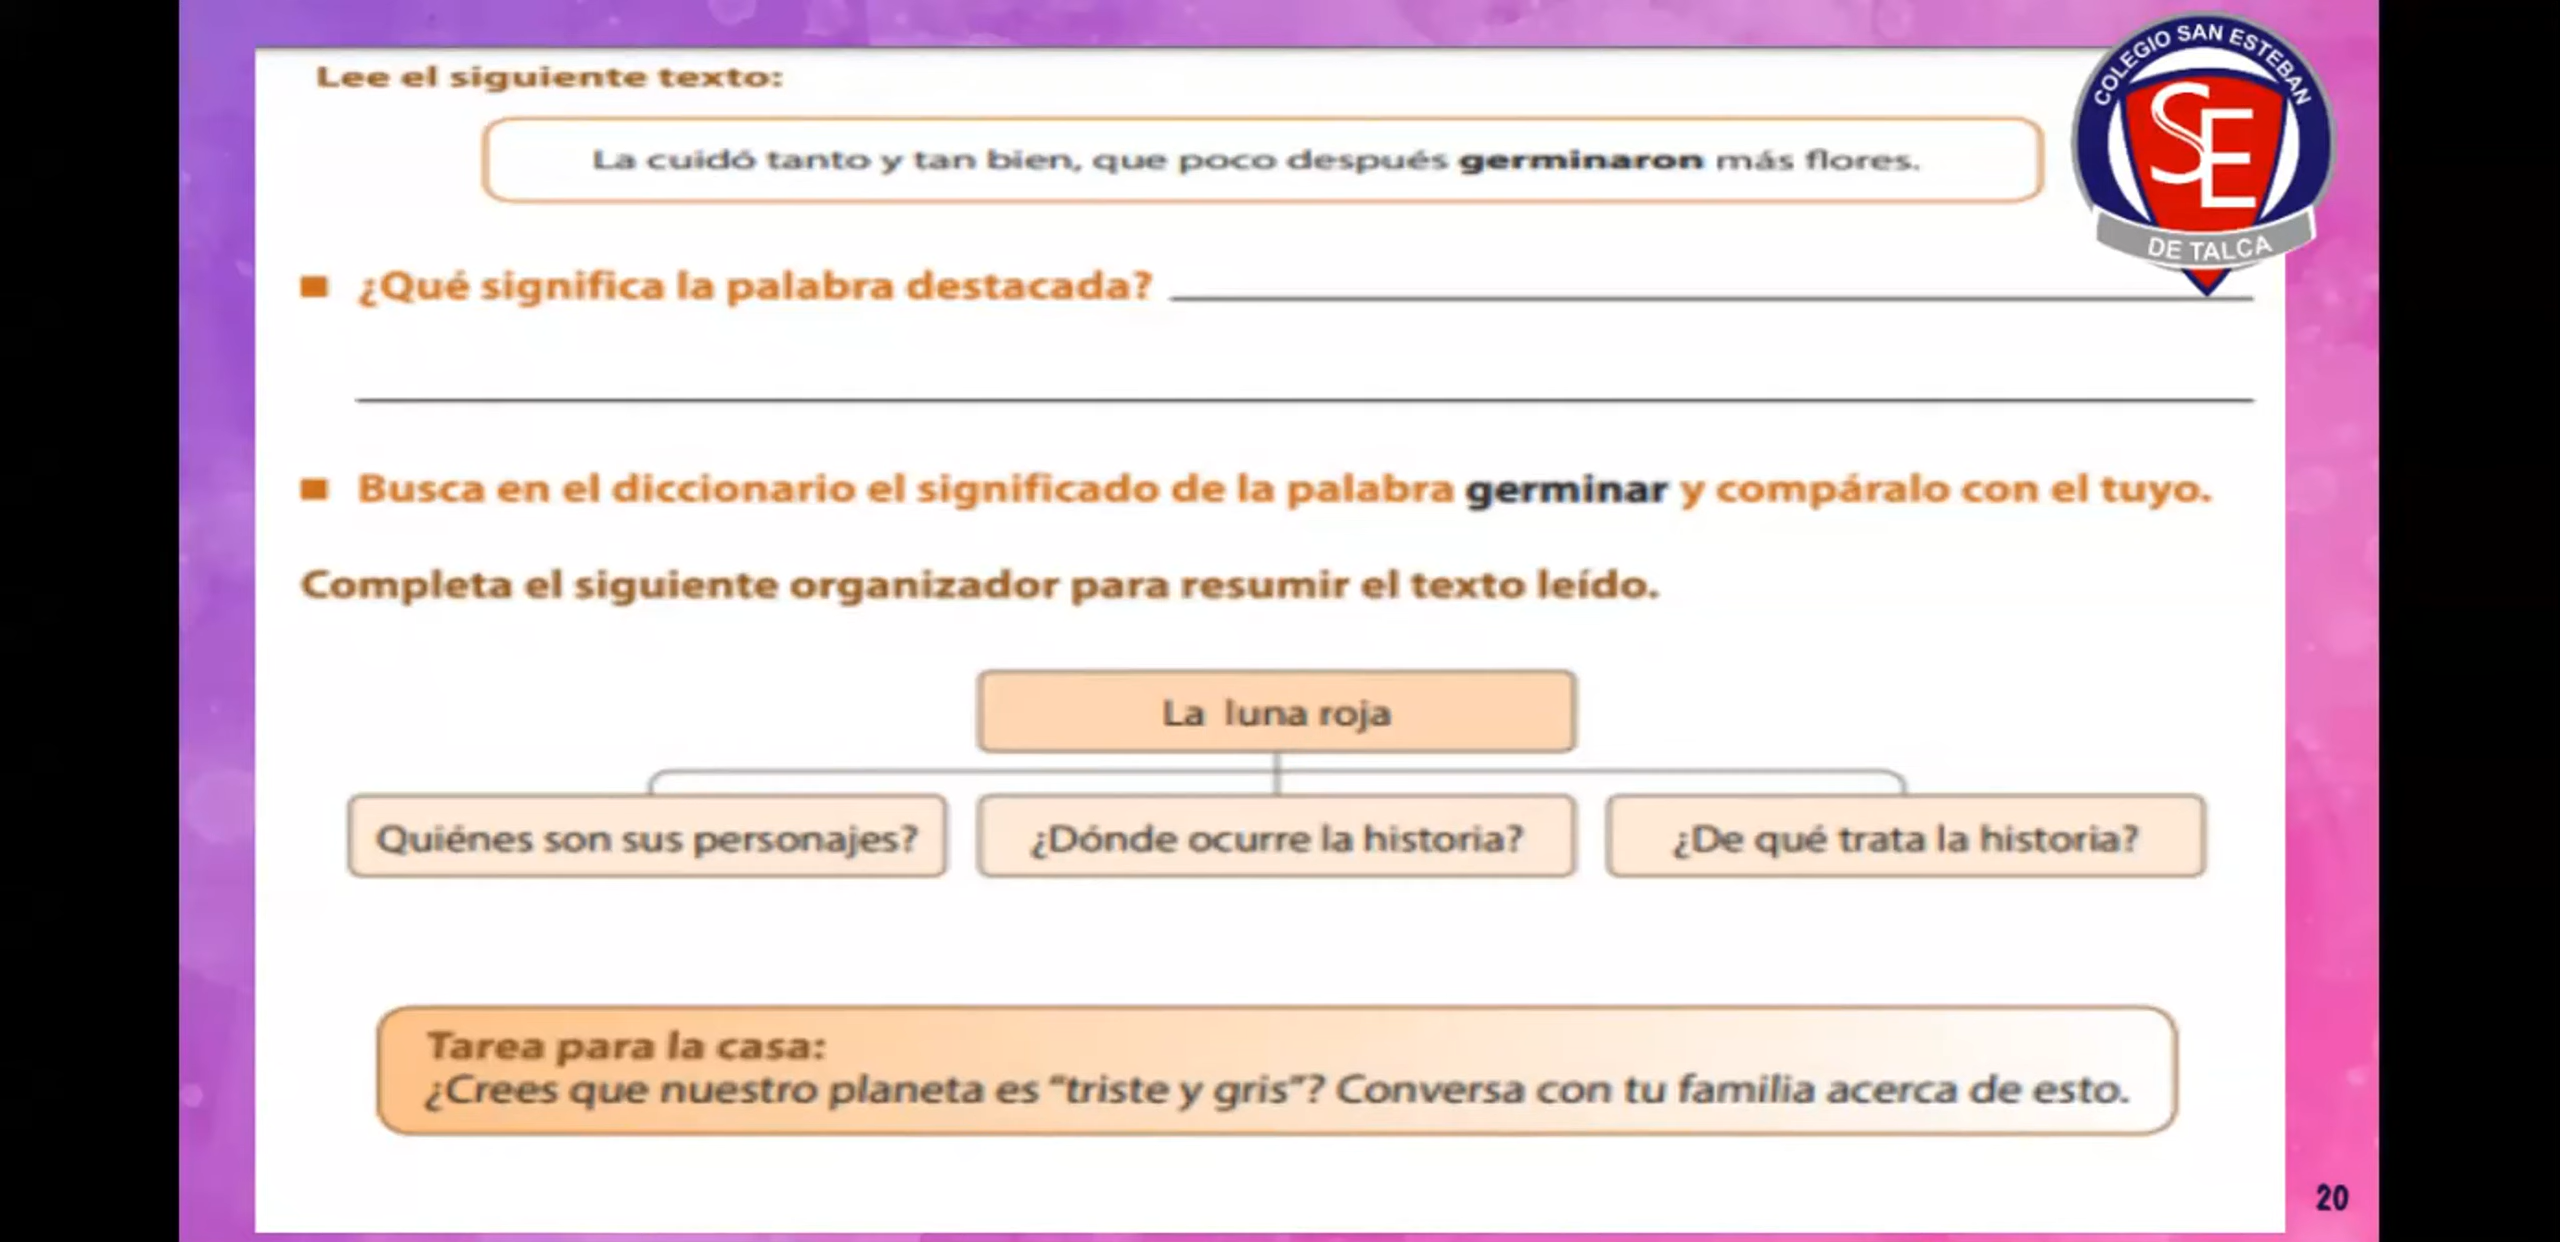 Lee el siguiente texto:
La cuidó tanto y tan bien, que poco después germinaron más flores.
¿Qué significa la palabra destacada?
Busca en el diccionario el significado de la palabra germinar y compáralo con el tuyo.
Completa el siguiente organizador para resumir el texto leído.
La luna roja
Quiénes son sus personajes?
¿Dónde ocurre la historia?
¿De qué trata la historia?
Tarea para la casa:
¿Crees que nuestro planeta es “triste y gris”? Conversa con tu familia acerca de esto.
COLEGIO SAN ESTEBAN
SE
DE TALCA
20